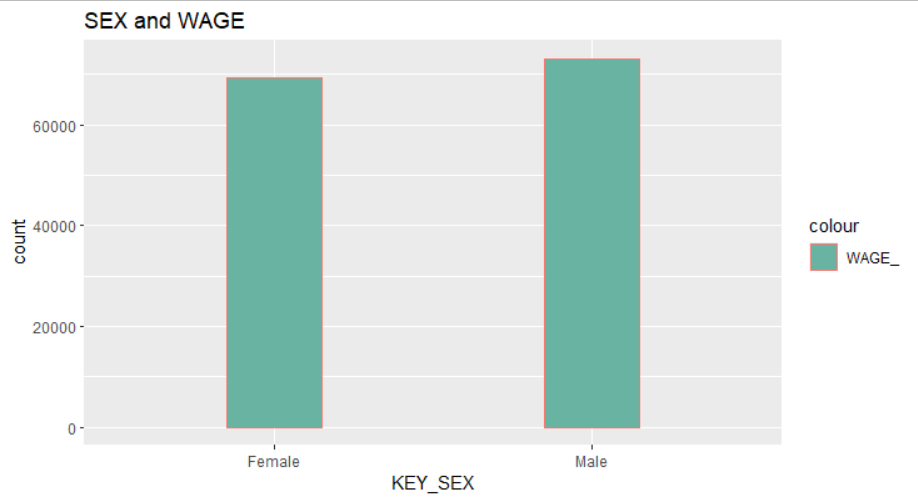 SEX and WAGE
count
60000
40000
20000
0
Female
Male
KEY_SEX
colour
WAGE_